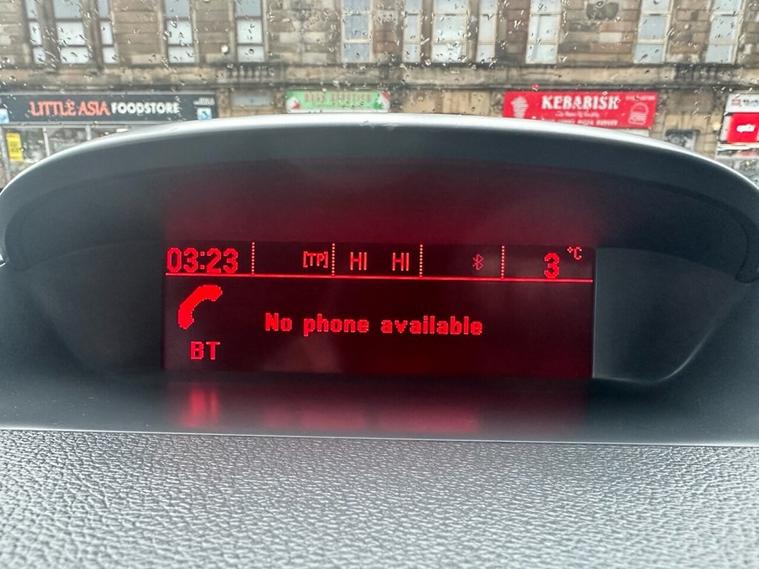 LITTLE ASIA FOODSTORE
KEBABISH
03:23 [TP] HI HI 3 °C
No phone available
BT